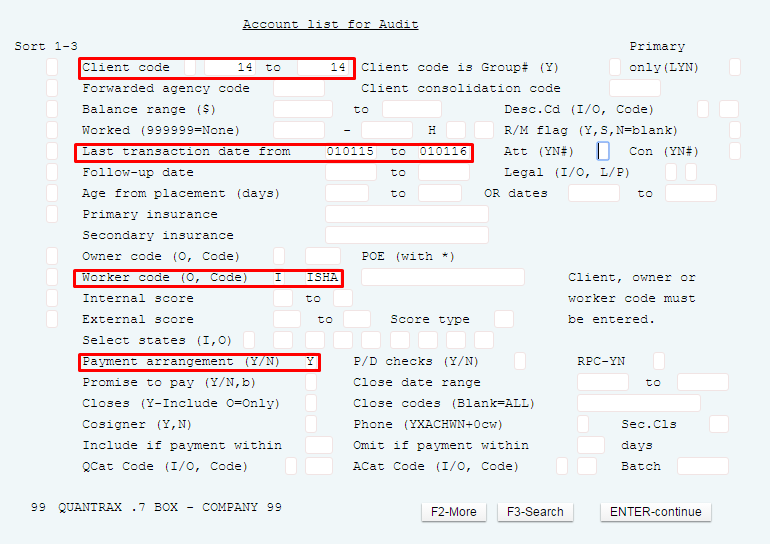 Account list for Audit
Sort 1-3 Primary
Client code 14 to 14 Client code is Group# (Y) only(LYN)
Forwarded agency code Client consolidation code
Balance range ($) to Desc.Cd (I/O, Code)
Worked (999999=None) - H R/M flag (Y,S,N=blank)
Last transaction date from 010115 to 010116 Att (YN#) Con (YN#)
Follow-up date to Legal (I/O, L/P)
Age from placement (days) to OR dates to
Primary insurance
Secondary insurance
Owner code (O, Code) POE (with *)
Worker code (O, Code) I ISHA Client, owner or
Internal score to worker code must
External score to Score type be entered.
Select states (I,O)
Payment arrangement (Y/N) Y P/D checks (Y/N) RPC-YN
Promise to pay (Y/N,b) Close date range to
Closes (Y-Include O=Only) Close codes (Blank=ALL)
Cosigner (Y,N) Phone (YXACHWN+0cw) Sec.Cls
Include if payment within Omit if payment within days
QCat Code (I/O, Code) ACat Code (I/O, Code) Batch
99 QUANTRAX .7 BOX - COMPANY 99 F2-More F3-Search ENTER-continue